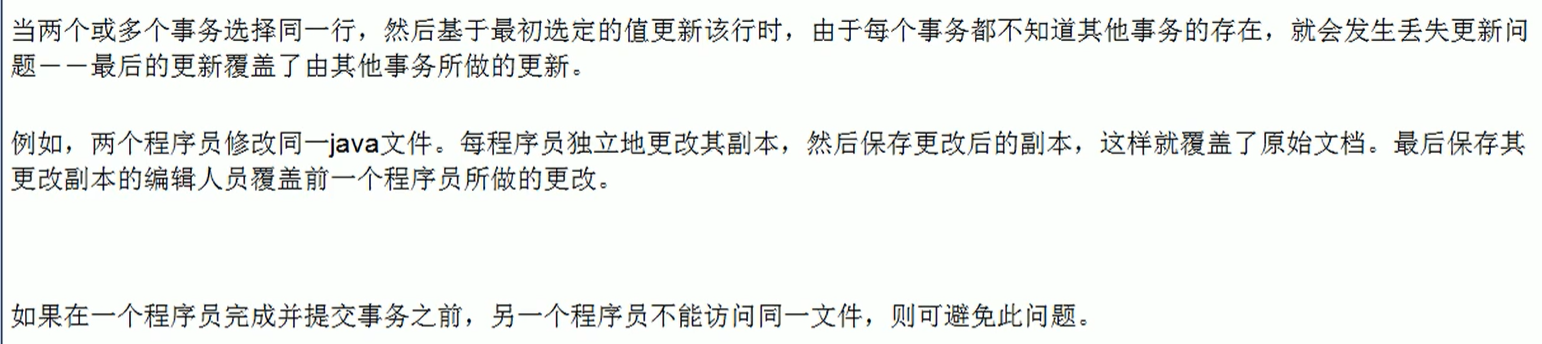 当两个或多个事务选择同一行，然后基于最初选定的值更新该行时，由于每个事务都不知道其他事务的存在，就会发生丢失更新问
题－－最后的更新覆盖了由其他事务所做的更新。
例如，两个程序员修改同一java文件。每程序员独立地更改其副本，然后保存更改后的副本，这样就覆盖了原始文档。最后保存其
更改副本的编辑人员覆盖前一个程序员所做的更改。
如果在一个程序员完成并提交事务之前，另一个程序员不能访问同一文件，则可避免此问题。